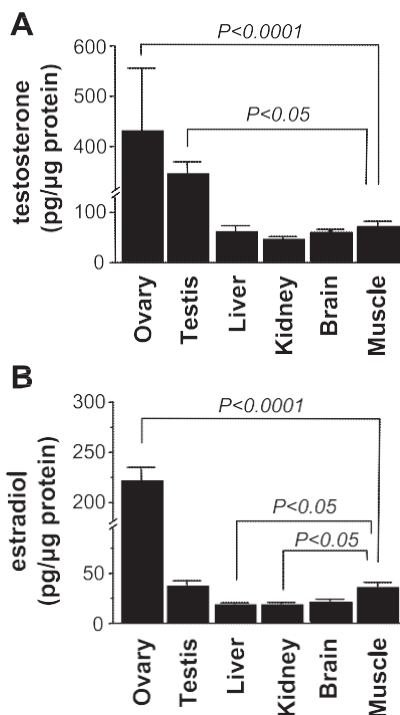 A
testosterone
(pg/µg protein)
600
500
400
100
0
P<0.0001
P<0.05
Ovary
Testis
Liver
Kidney
Brain
Muscle
B
estradiol
(pg/µg protein)
300
250
200
50
0
P<0.0001
P<0.05
P<0.05
Ovary
Testis
Liver
Kidney
Brain
Muscle